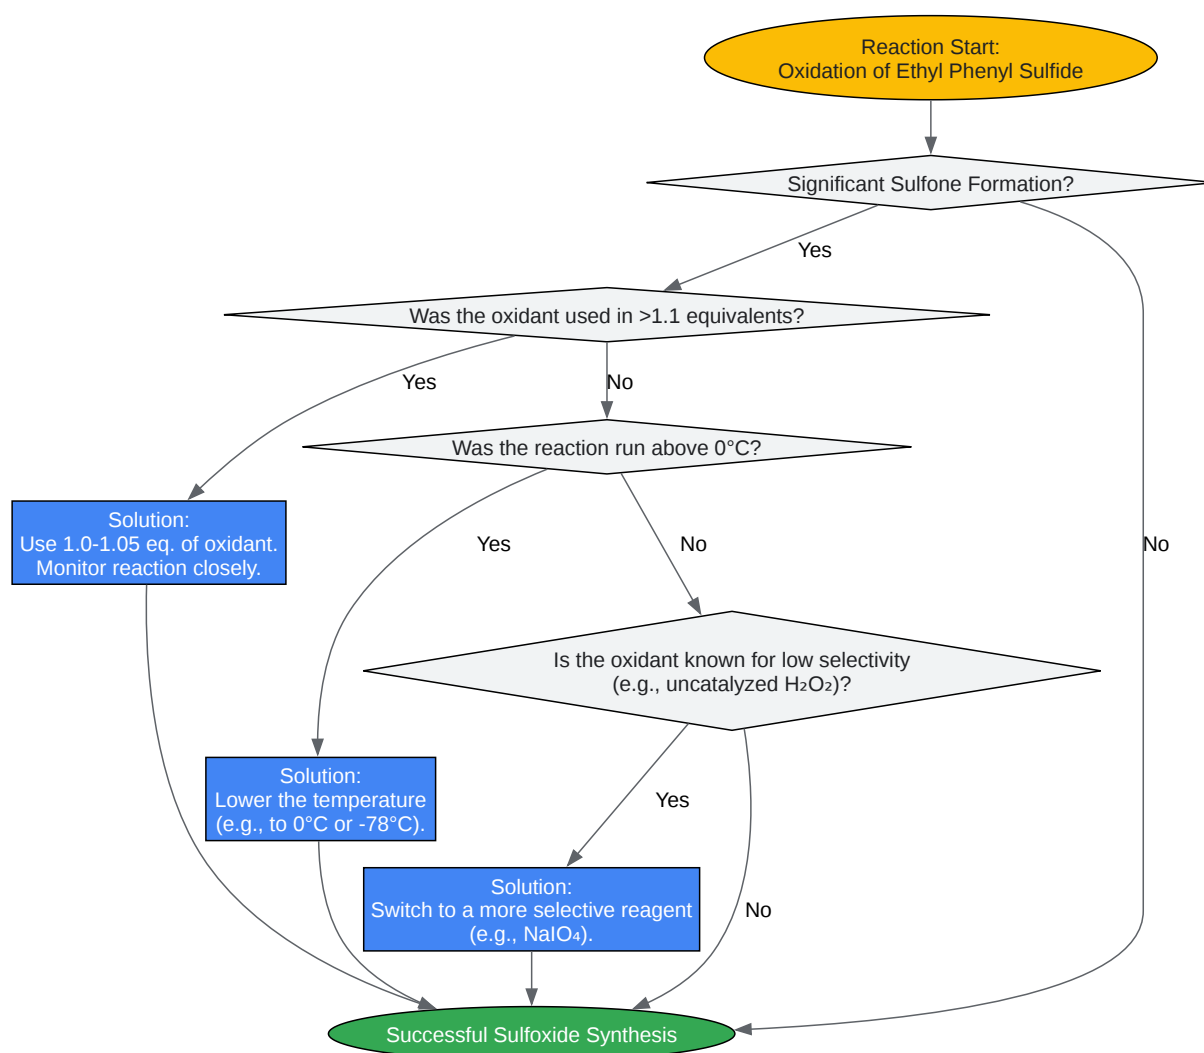 Reaction Start:
Oxidation of Ethyl Phenyl Sulfide
Significant Sulfone Formation?
Yes
Was the oxidant used in >1.1 equivalents?
Yes
No
Was the reaction run above 0°C?
Solution:
Use 1.0-1.05 eq. of oxidant.
Monitor reaction closely.
Yes
No
No
Is the oxidant known for low selectivity
(e.g., uncatalyzed H₂O₂)?
Solution:
Lower the temperature
(e.g., to 0°C or -78°C).
Yes
Solution:
Switch to a more selective reagent
(e.g., NaIO₄).
No
Successful Sulfoxide Synthesis